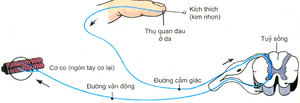 Kích thích
(kim nhọn)
Thụ quan đau
ở da
Tuỷ sống
Cơ co (ngón tay co lại)
Đường cảm giác
Đường vận động